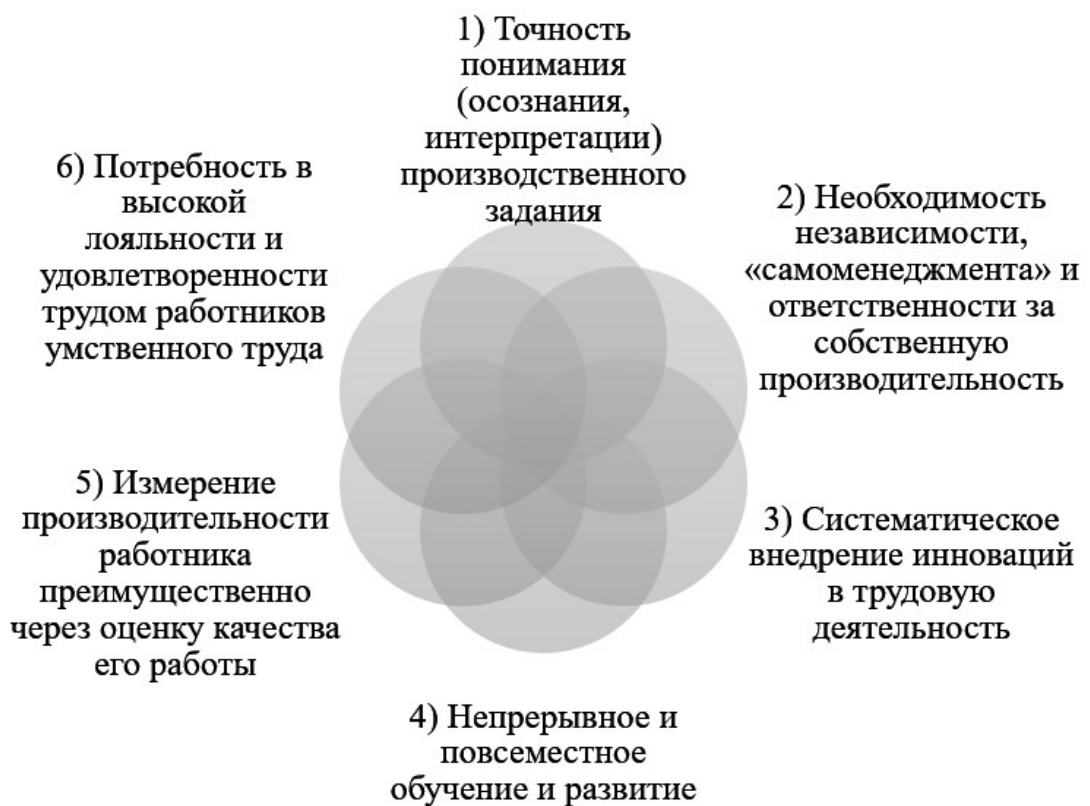 1) Точность
понимания
(осознания,
интерпретации)
производственного
задания
2) Необходимость
независимости,
«самоменеджмента» и
ответственности за
собственную
производительность
3) Систематическое
внедрение инноваций
в трудовую
деятельность
4) Непрерывное и
повсеместное
обучение и развитие
5) Измерение
производительности
работника
преимущественно
через оценку качества
его работы
6) Потребность в
высокой
лояльности и
удовлетворенности
трудом работников
умственного труда